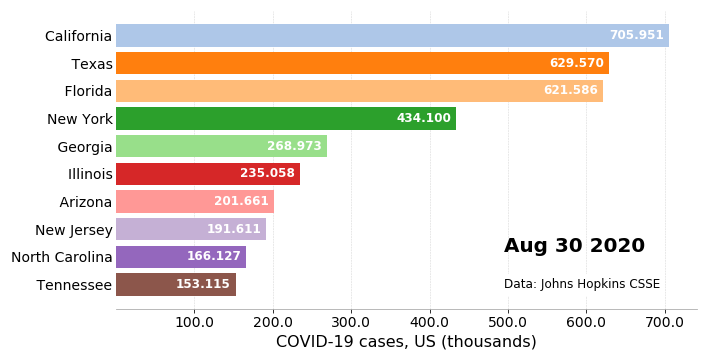 California 705.951
Texas 629.570
Florida 621.586
New York 434.100
Georgia 268.973
Illinois 235.058
Arizona 201.661
New Jersey 191.611
North Carolina 166.127
Tennessee 153.115
Aug 30 2020
Data: Johns Hopkins CSSE
100.0 200.0 300.0 400.0 500.0 600.0 700.0
COVID-19 cases, US (thousands)